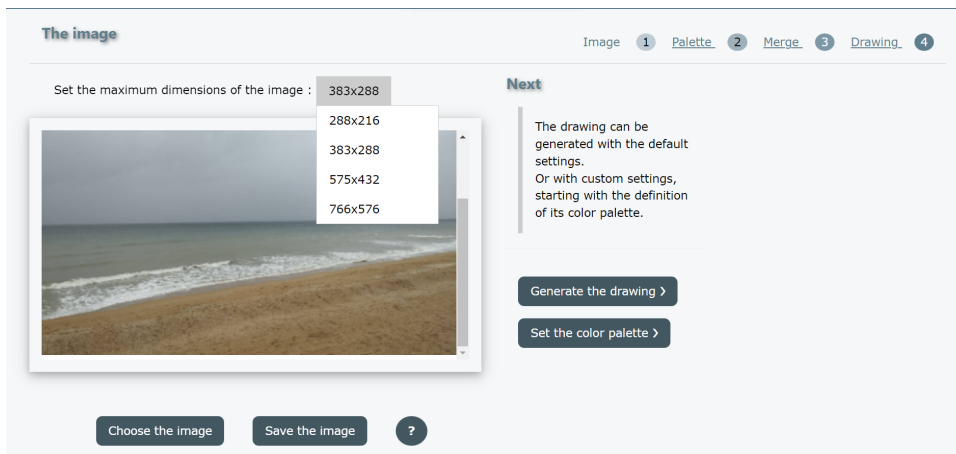 The image
Image 1 Palette 2 Merge 3 Drawing 4
Set the maximum dimensions of the image : 383x288
288x216
383x288
575x432
766x576
Next
The drawing can be
generated with the default
settings.
Or with custom settings,
starting with the definition
of its color palette.
Generate the drawing >
Set the color palette >
Choose the image
Save the image
?